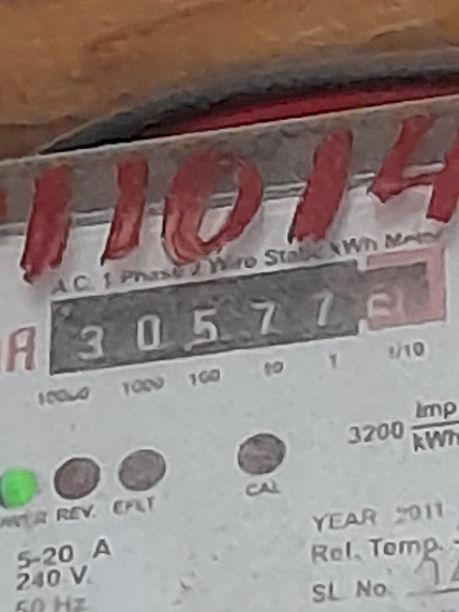 11014
A.C. 1 Phase 2 Wire Static kWh Meter
A 3 0 5 7 7
10000 1000 100 10 1 1/10
3200 Imp/kWh
REV. EFLT CAL
YEAR 2011
5-20 A
Rel. Temp.
240 V.
SL No.
50 Hz